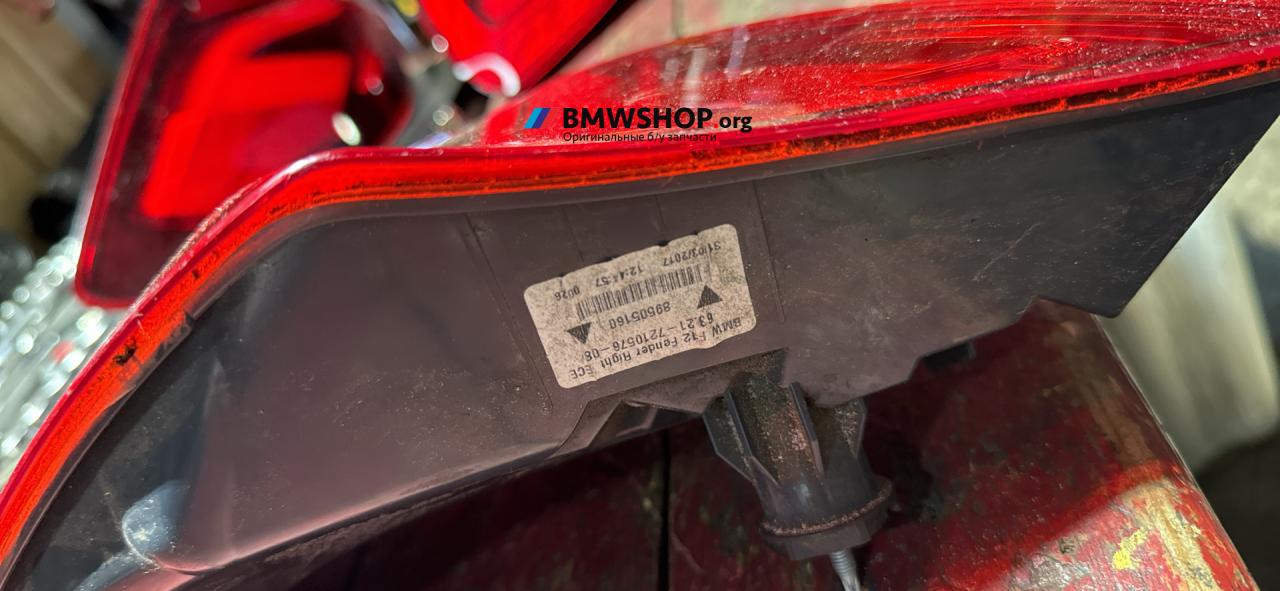 BMWSHOP.org
Оригинальные б/у запчасти
BMW F12 Fender Right ECE
63.21-7210576-08
89505160
31/03/2017 12:44:57 0026